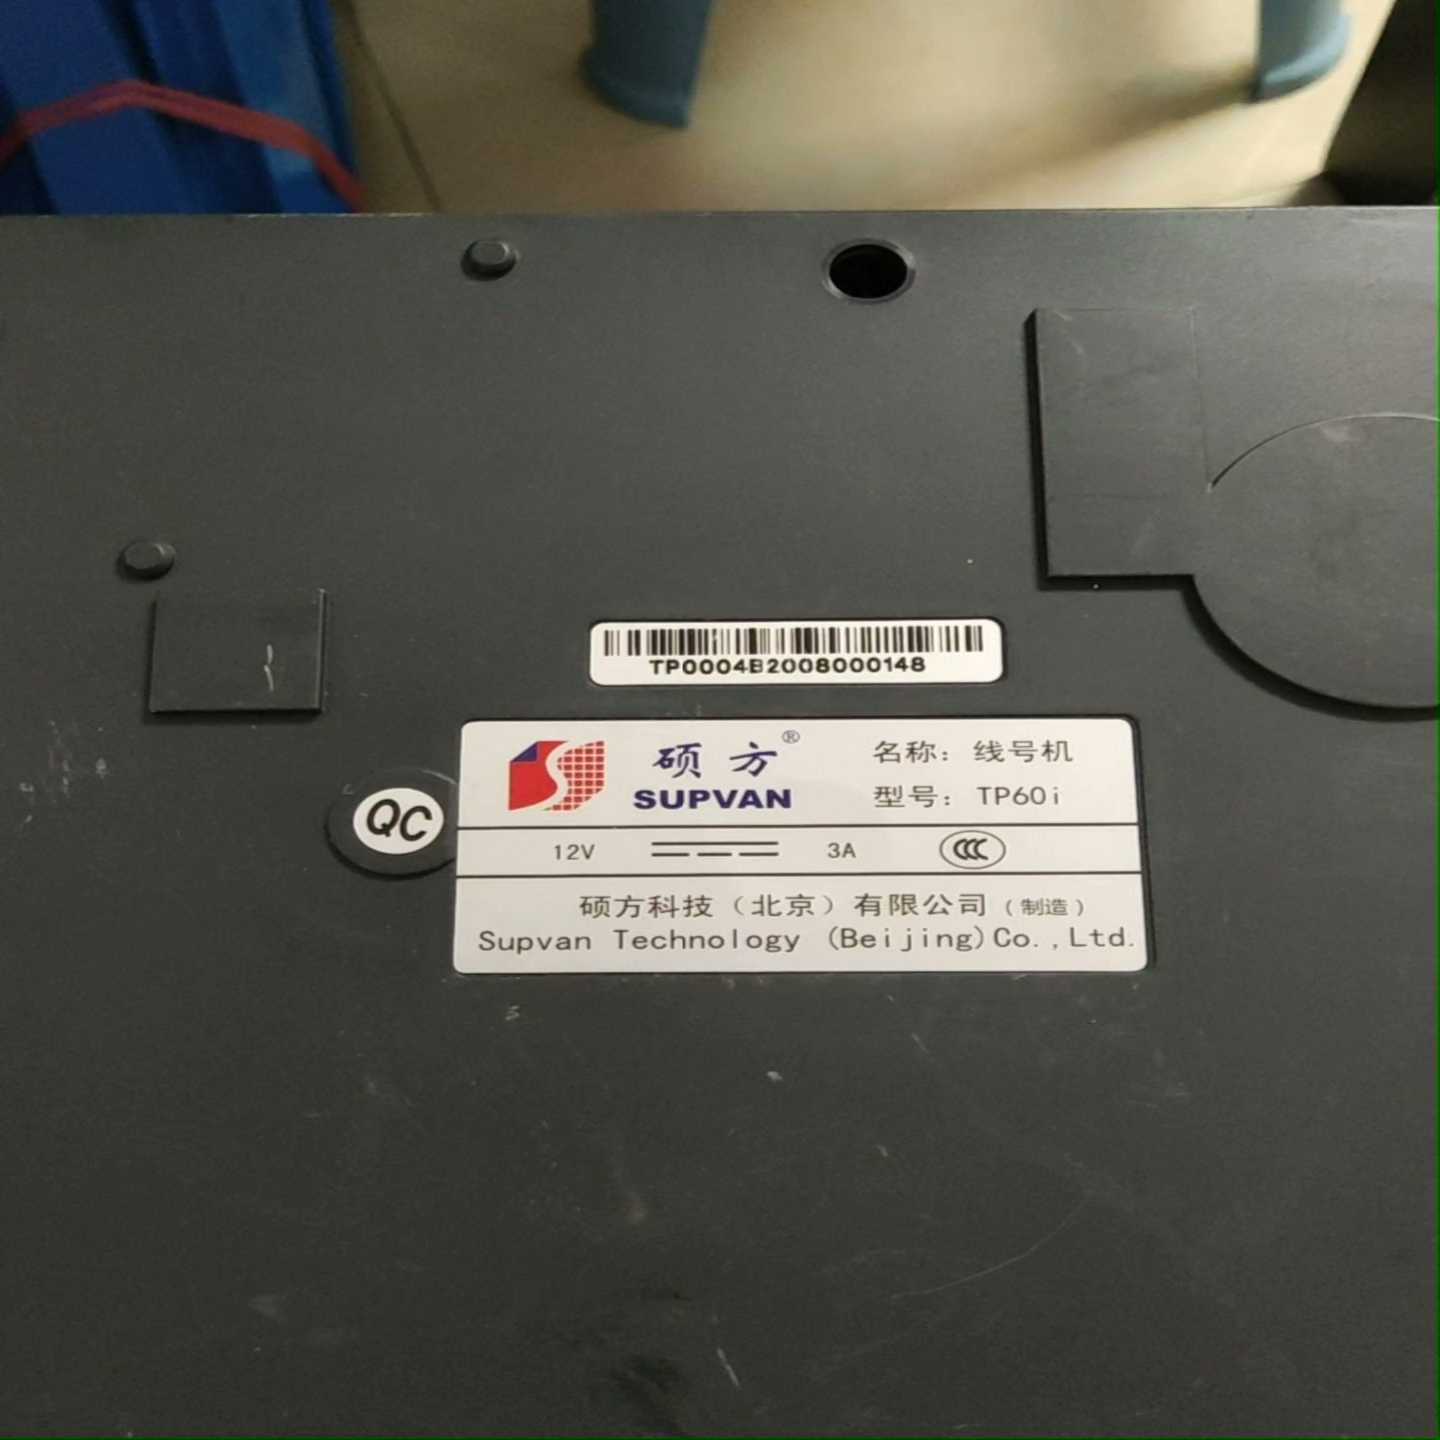 TP0004B2008000148
硕方®
SUPVAN
名称：线号机
型号：TP60i
QC
12V 3A CCC
硕方科技（北京）有限公司（制造）
Supvan Technology (Beijing)Co.,Ltd.